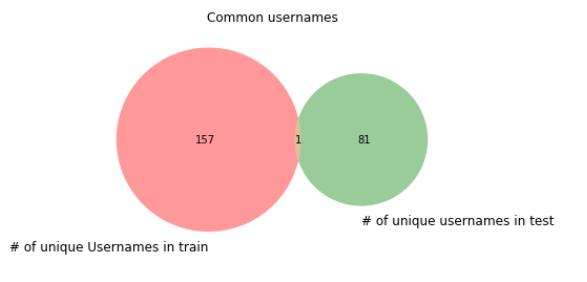 Common usernames
157
1
81
# of unique usernames in test
# of unique Usernames in train